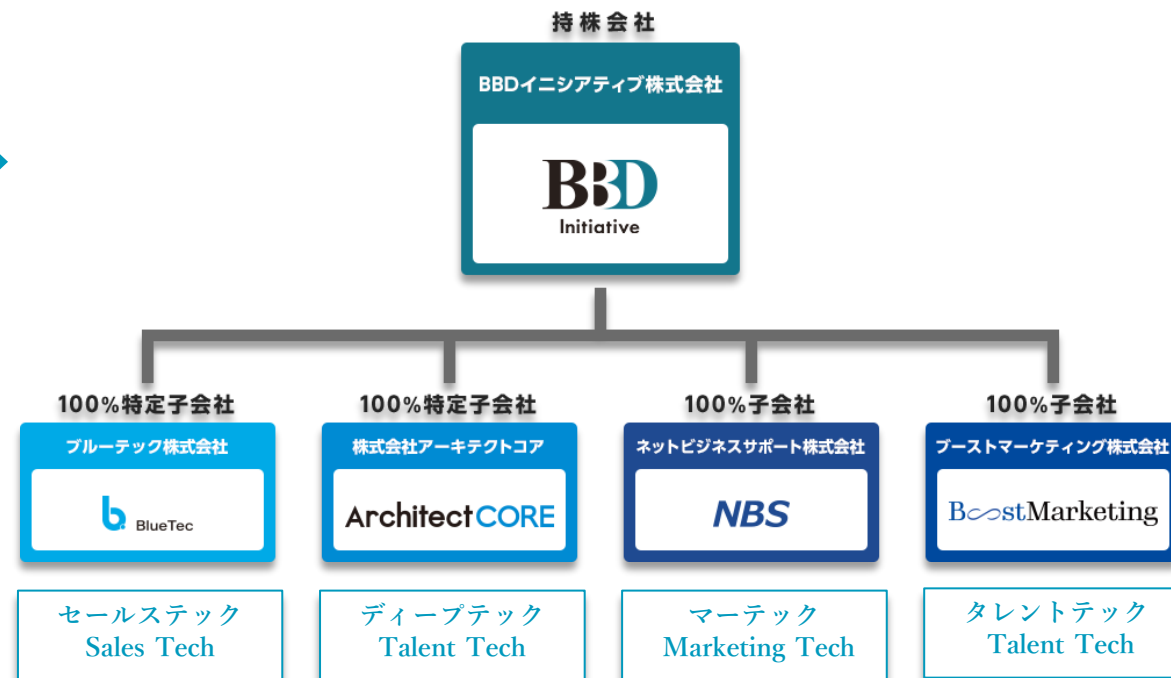 持株会社
BBDイニシアティブ株式会社
BBD
Initiative
100%特定子会社
100%特定子会社
100%子会社
100%子会社
ブルーテック株式会社
株式会社アーキテクトコア
ネットビジネスサポート株式会社
ブーストマーケティング株式会社
b
BlueTec
ArchitectCORE
NBS
BoostMarketing
セールステック
Sales Tech
ディープテック
Talent Tech
マーテック
Marketing Tech
タレントテック
Talent Tech